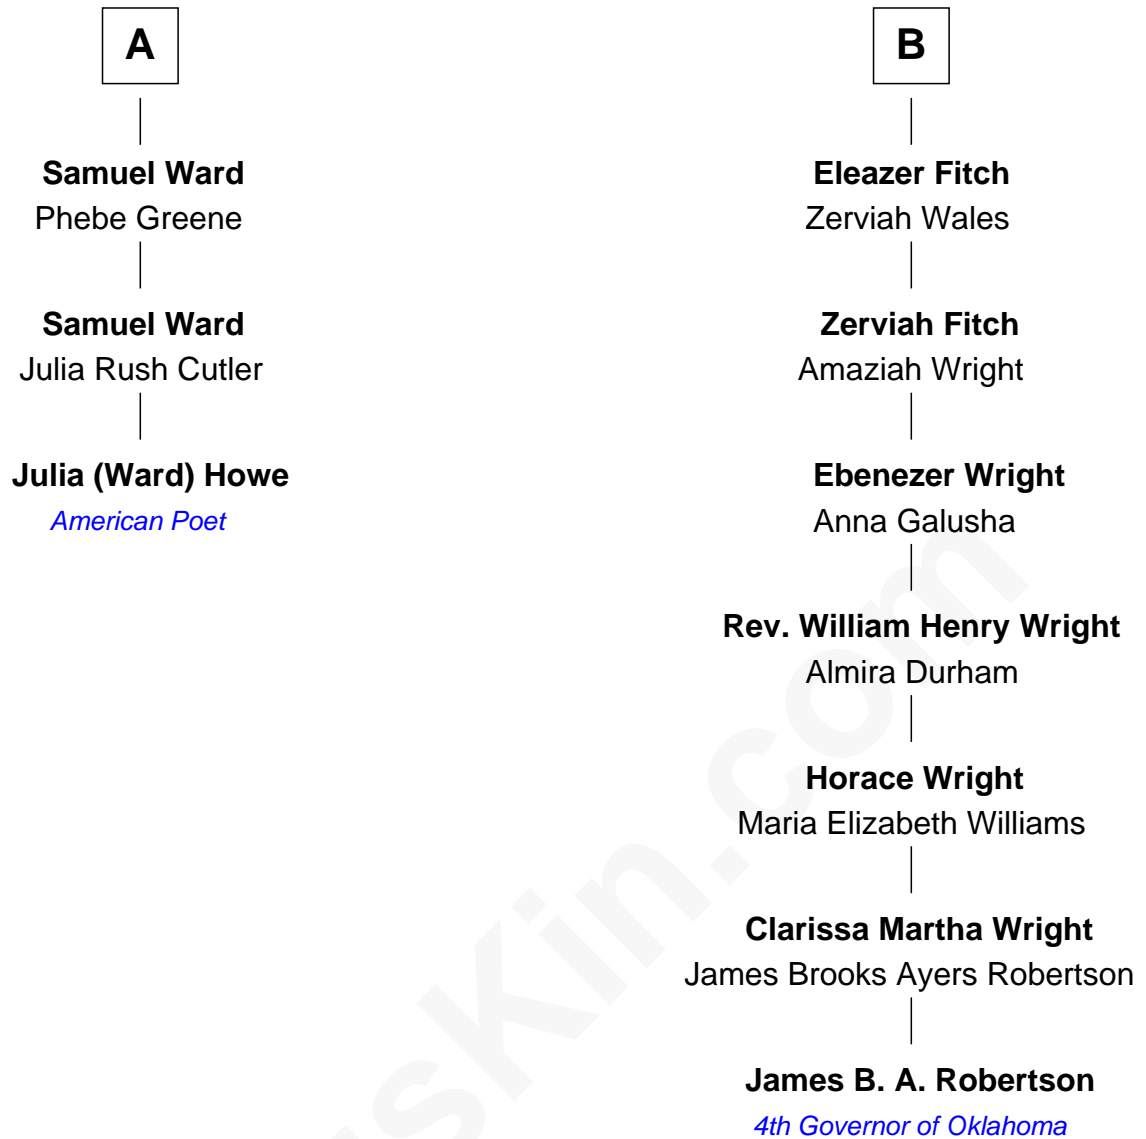 A
Samuel Ward
Phebe Greene
Samuel Ward
Julia Rush Cutler
Julia (Ward) Howe
American Poet
B
Eleazer Fitch
Zerviah Wales
Zerviah Fitch
Amaziah Wright
Ebenezer Wright
Anna Galusha
Rev. William Henry Wright
Almira Durham
Horace Wright
Maria Elizabeth Williams
Clarissa Martha Wright
James Brooks Ayers Robertson
James B. A. Robertson
4th Governor of Oklahoma
sKin.com